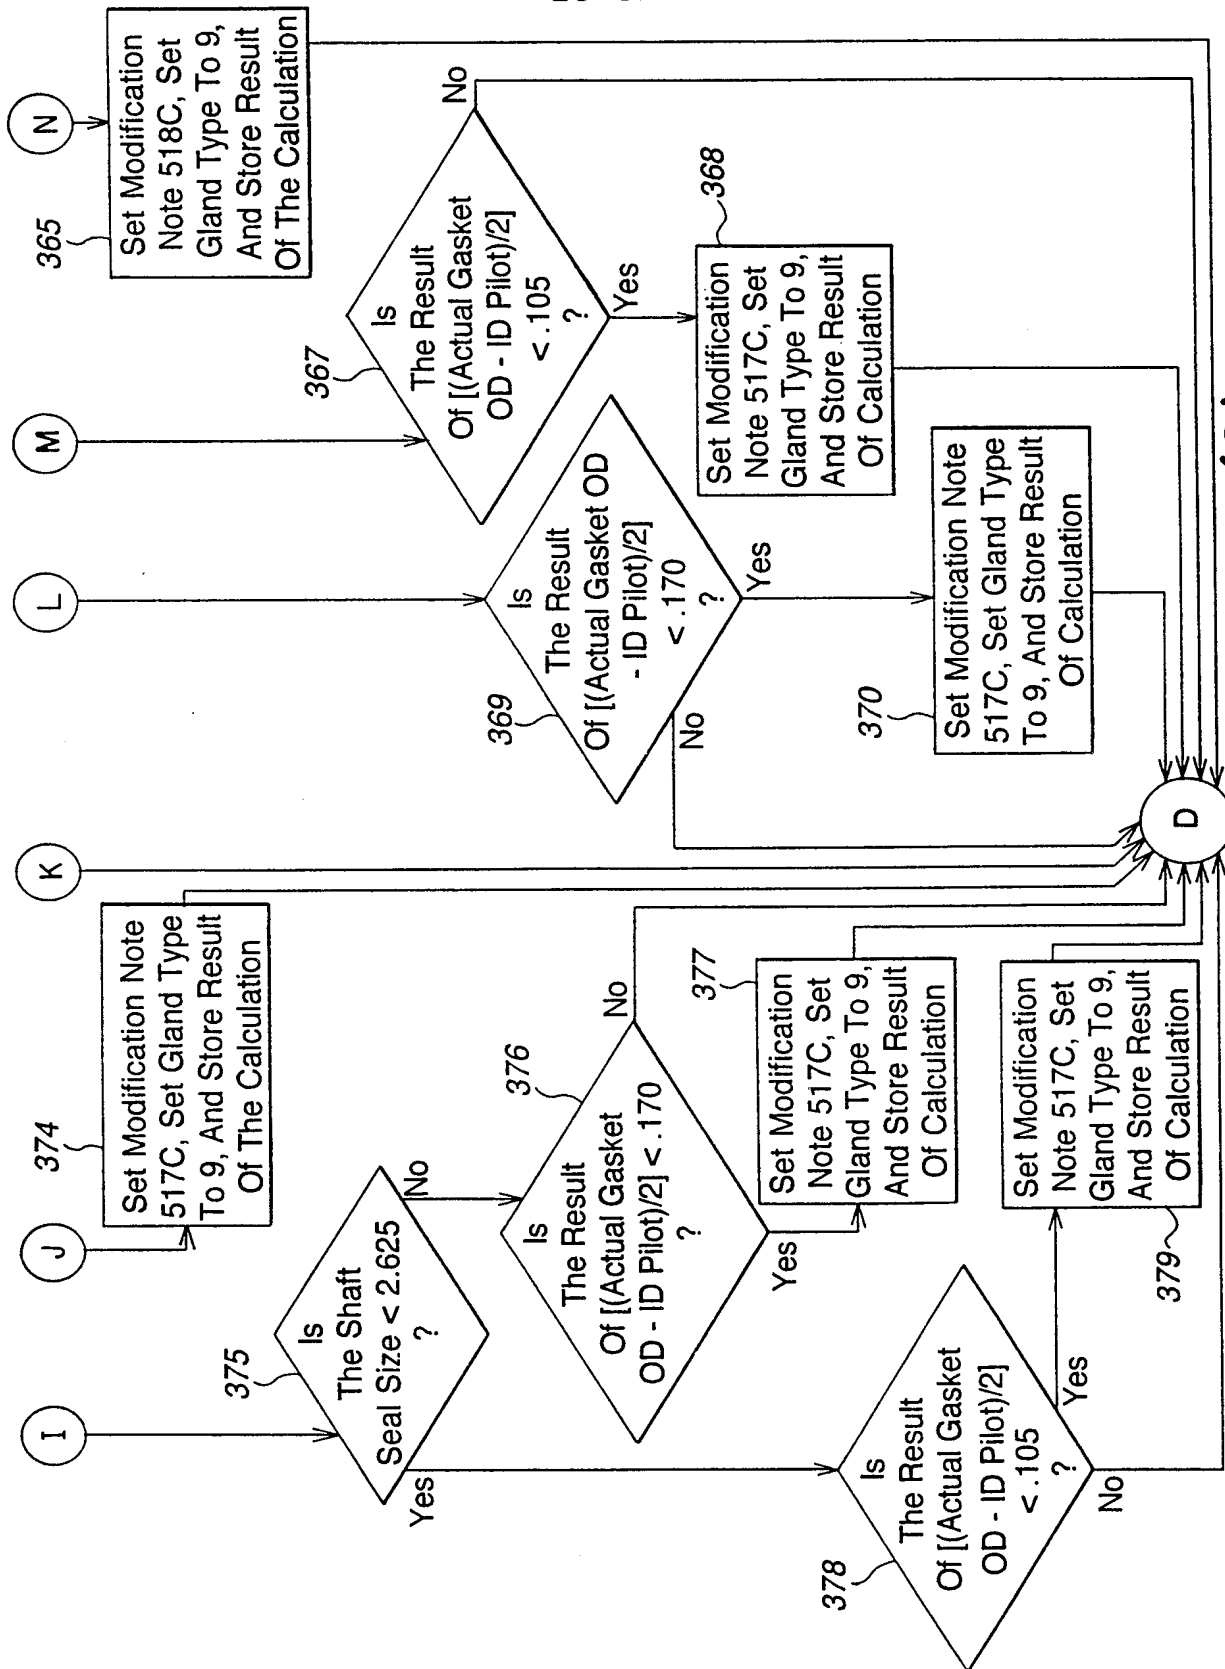 I
J
K
L
M
N
375
Is
The Shaft
Seal Size < 2.625
?
Yes
No
374
Set Modification Note
517C, Set Gland Type
To 9, And Store Result
Of The Calculation
376
Is
The Result
Of [(Actual Gasket
OD - ID Pilot)/2] < .170
?
Yes
No
377
Set Modification
Note 517C, Set
Gland Type To 9,
And Store Result
Of Calculation
378
Is
The Result
Of [(Actual Gasket
OD - ID Pilot)/2]
< .105
?
Yes
No
379
Set Modification
Note 517C, Set
Gland Type To 9,
And Store Result
Of Calculation
369
Is
The Result
Of [(Actual Gasket OD
- ID Pilot)/2]
< .170
?
No
Yes
370
Set Modification Note
517C, Set Gland Type
To 9, And Store Result
Of Calculation
367
Is
The Result
Of [(Actual Gasket
OD - ID Pilot)/2]
< .105
?
No
Yes
368
Set Modification
Note 517C, Set
Gland Type To 9,
And Store Result
Of Calculation
365
Set Modification
Note 518C, Set
Gland Type To 9,
And Store Result
Of The Calculation
D